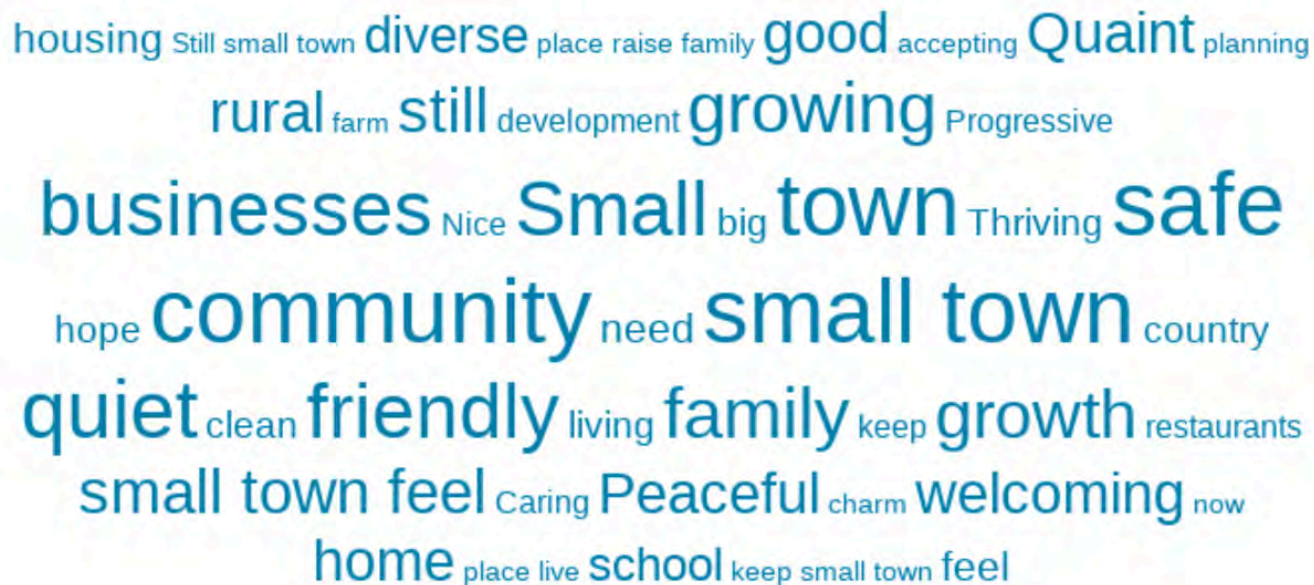 housing Still small town diverse place raise family good accepting Quaint planning
rural farm still development growing Progressive
businesses Nice Small big town Thriving safe
hope community need small town country
quiet clean friendly living family keep growth restaurants
small town feel Caring Peaceful charm welcoming now
home place live school keep small town feel